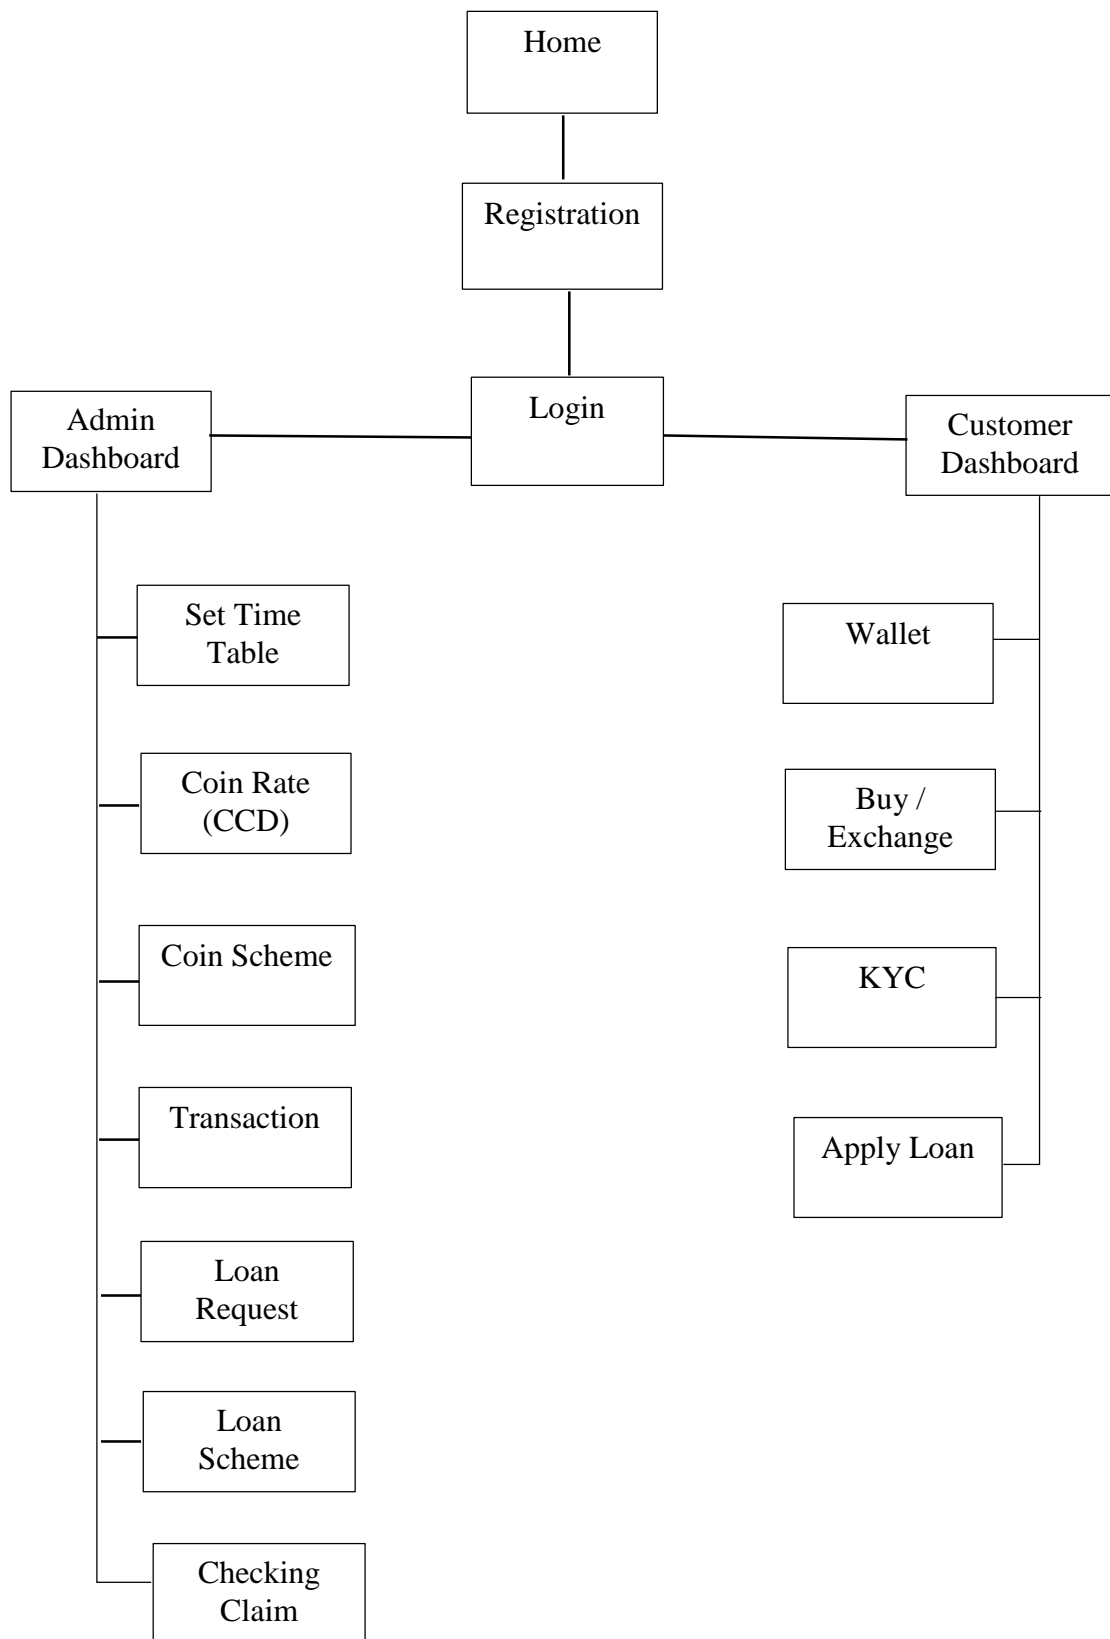 Home
Registration
Login
Admin
Dashboard
Customer
Dashboard
Set Time
Table
Coin Rate
(CCD)
Coin Scheme
Transaction
Loan
Request
Loan
Scheme
Checking
Claim
Wallet
Buy /
Exchange
KYC
Apply Loan